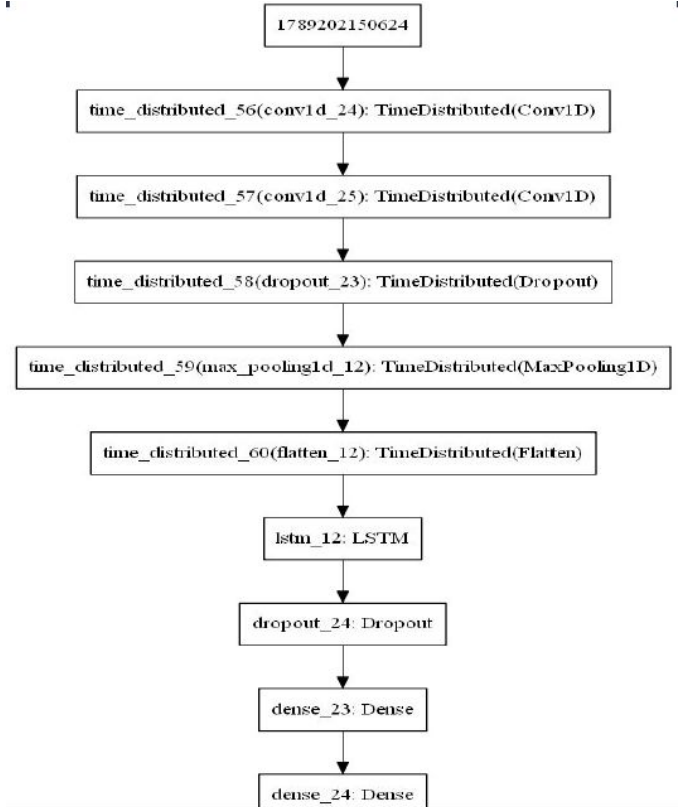 1789202150624
time_distributed_56(conv1d_24): TimeDistributed(Conv1D)
time_distributed_57(conv1d_25): TimeDistributed(Conv1D)
time_distributed_58(dropout_23): TimeDistributed(Dropout)
time_distributed_59(max_pooling1d_12): TimeDistributed(MaxPooling1D)
time_distributed_60(flatten_12): TimeDistributed(Flatten)
lstm_12: LSTM
dropout_24: Dropout
dense_23: Dense
dense_24: Dense